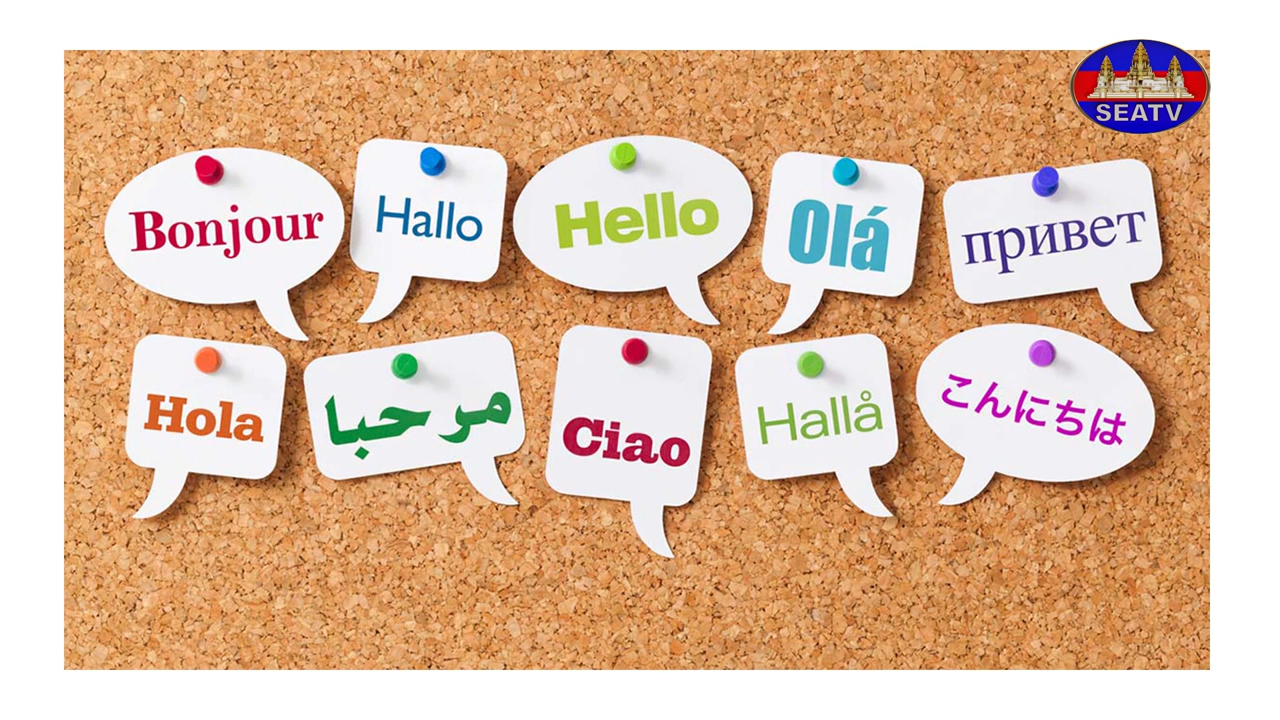 SEATV
Bonjour
Hallo
Hello
Olá
привет
Hola
مرحبا
Ciao
Hallå
こんにちは